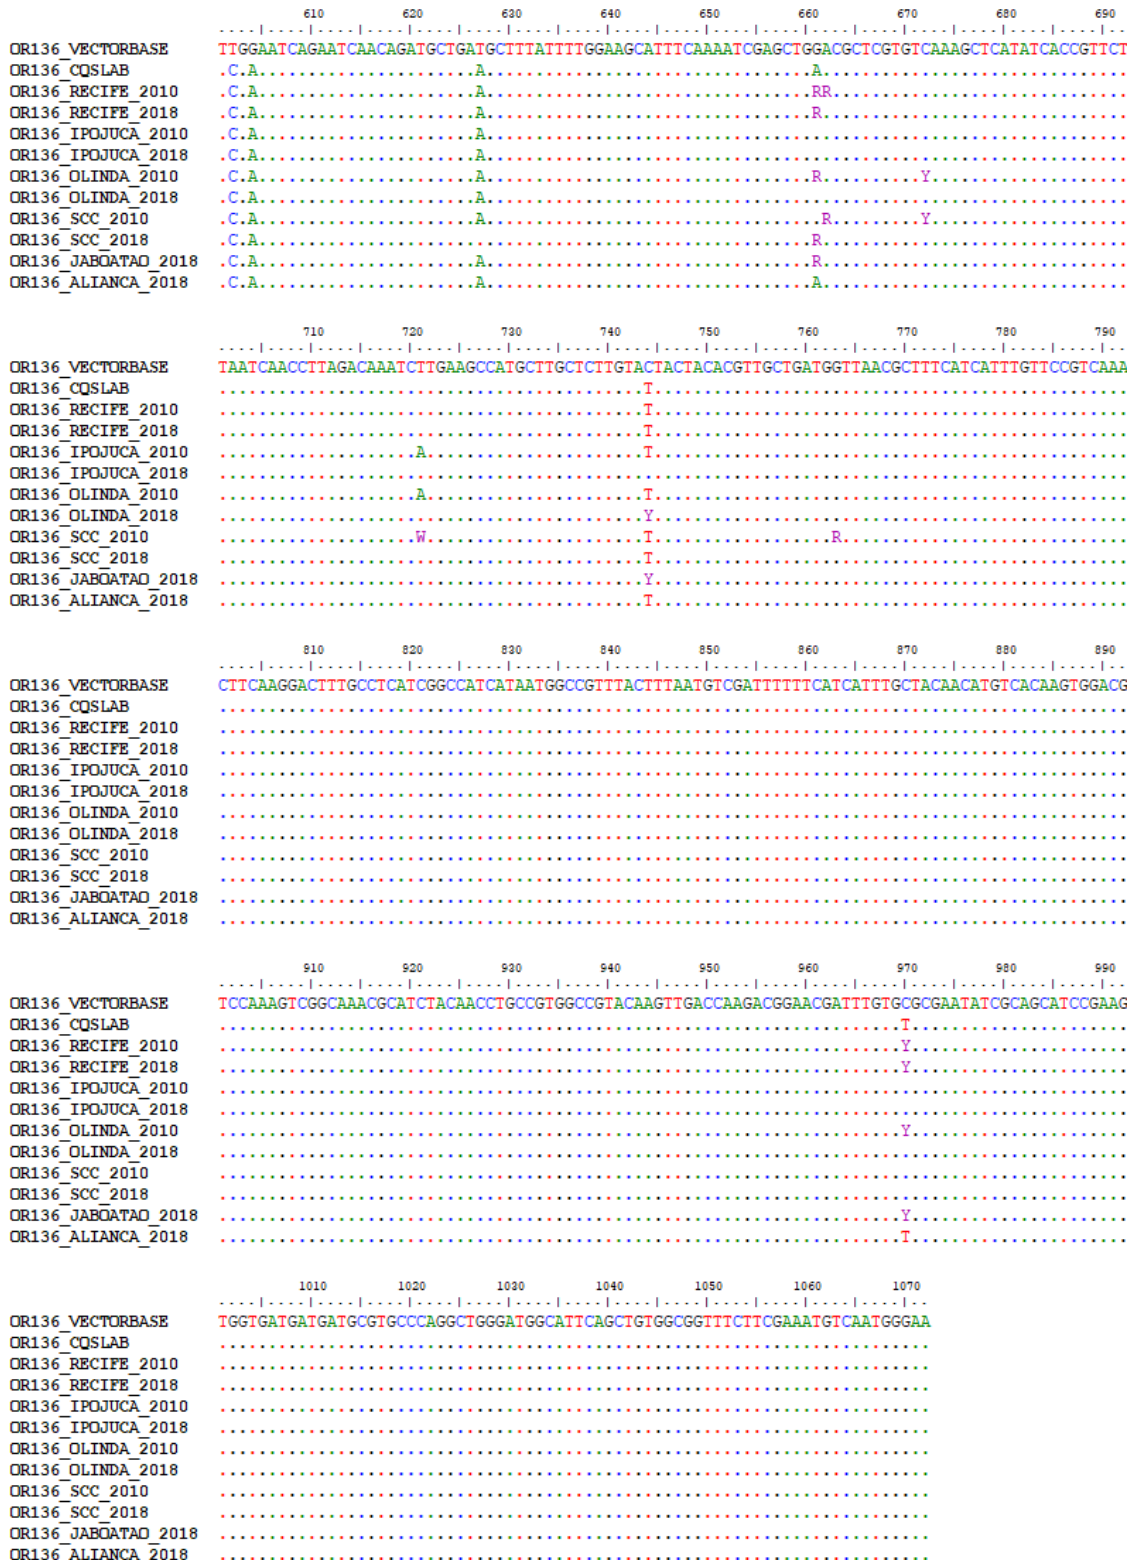 610 620 630 640 650 660 670 680 690
....|....|....|....|....|....|....|....|....|....|....|....|....|....|....|....|....|....|..
OR136_VECTORBASE TTGGAATCAGAATCAACAGATGCTGATGCTTTATTTTGGAAGCATTTCAAAATCGAGCTGGACGCTCGTGTCAAAGCTCATATCACCGTTCT
OR136_CQSLAB .C.A......................A.................................A...............................
OR136_RECIFE_2010 .C.A......................A.................................RR..............................
OR136_RECIFE_2018 .C.A......................A.................................R...............................
OR136_IPOJUCA_2010 .C.A......................A.................................................................
OR136_IPOJUCA_2018 .C.A......................A.................................................................
OR136_OLINDA_2010 .C.A......................A.................................R..........Y....................
OR136_OLINDA_2018 .C.A......................A.................................................................
OR136_SCC_2010 .C.A......................A..................................R.........Y....................
OR136_SCC_2018 .C.A........................................................R...............................
OR136_JABOATAO_2018 .C.A......................A.................................R...............................
OR136_ALIANCA_2018 .C.A......................A.................................A...............................
710 720 730 740 750 760 770 780 790
....|....|....|....|....|....|....|....|....|....|....|....|....|....|....|....|....|....|..
OR136_VECTORBASE TAATCAACCTTAGACAAATCTTGAAGCCATGCTTGCTCTTGTACTACTACACGTTGCTGATGGTTAACGCTTTCATCATTTGTTCCGTCAAA
OR136_CQSLAB ...........................................T................................................
OR136_RECIFE_2010 ...........................................T................................................
OR136_RECIFE_2018 ...........................................T................................................
OR136_IPOJUCA_2010 ....................A......................T................................................
OR136_IPOJUCA_2018 ............................................................................................
OR136_OLINDA_2010 ....................A......................T................................................
OR136_OLINDA_2018 ...........................................Y................................................
OR136_SCC_2010 ....................W......................T..................R.............................
OR136_SCC_2018 ...........................................T................................................
OR136_JABOATAO_2018 ...........................................Y................................................
OR136_ALIANCA_2018 ...........................................T................................................
810 820 830 840 850 860 870 880 890
....|....|....|....|....|....|....|....|....|....|....|....|....|....|....|....|....|....|..
OR136_VECTORBASE CTTCAAGGACTTTGCCTCATCGGCCATCATAATGGCCGTTTACTTTAATGTCGATTTTTTCATCATTTGCTACAACATGTCACAAGTGGACG
OR136_CQSLAB ............................................................................................
OR136_RECIFE_2010 ............................................................................................
OR136_RECIFE_2018 ............................................................................................
OR136_IPOJUCA_2010 ............................................................................................
OR136_IPOJUCA_2018 ............................................................................................
OR136_OLINDA_2010 ............................................................................................
OR136_OLINDA_2018 ............................................................................................
OR136_SCC_2010 ............................................................................................
OR136_SCC_2018 ............................................................................................
OR136_JABOATAO_2018 ............................................................................................
OR136_ALIANCA_2018 ............................................................................................
910 920 930 940 950 960 970 980 990
....|....|....|....|....|....|....|....|....|....|....|....|....|....|....|....|....|....|..
OR136_VECTORBASE TCCAAAGTCGGCAAACGCATCTACAACCTGCCGTGGCCGTACAAGTTGACCAAGACGGAACGATTTGTGCGCGAATATCGCAGCATCCGAAG
OR136_CQSLAB .....................................................................T......................
OR136_RECIFE_2010 .....................................................................Y......................
OR136_RECIFE_2018 .....................................................................Y......................
OR136_IPOJUCA_2010 ............................................................................................
OR136_IPOJUCA_2018 ............................................................................................
OR136_OLINDA_2010 .....................................................................Y......................
OR136_OLINDA_2018 ............................................................................................
OR136_SCC_2010 ............................................................................................
OR136_SCC_2018 ............................................................................................
OR136_JABOATAO_2018 .....................................................................Y......................
OR136_ALIANCA_2018 .....................................................................T......................
1010 1020 1030 1040 1050 1060 1070
....|....|....|....|....|....|....|....|....|....|....|....|....|....|..
OR136_VECTORBASE TGGTGATGATGATGCGTGCCCAGGCTGGGATGGCATTCAGCTGTGGCGGTTTCTTCGAAATGTCAATGGGAA
OR136_CQSLAB ........................................................................
OR136_RECIFE_2010 ........................................................................
OR136_RECIFE_2018 ........................................................................
OR136_IPOJUCA_2010 ........................................................................
OR136_IPOJUCA_2018 ........................................................................
OR136_OLINDA_2010 ........................................................................
OR136_OLINDA_2018 ........................................................................
OR136_SCC_2010 ........................................................................
OR136_SCC_2018 ........................................................................
OR136_JABOATAO_2018 ........................................................................
OR136_ALIANCA_2018 ........................................................................